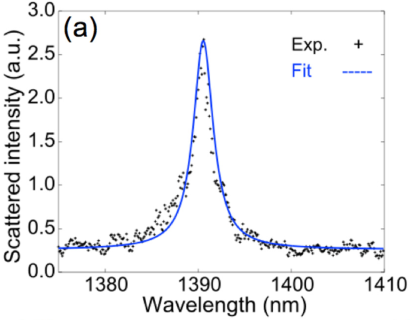 (a)
3.0
2.5
2.0
1.5
1.0
0.5
0.0
Scattered intensity (a.u.)
Exp. +
Fit
1380 1390 1400 1410
Wavelength (nm)